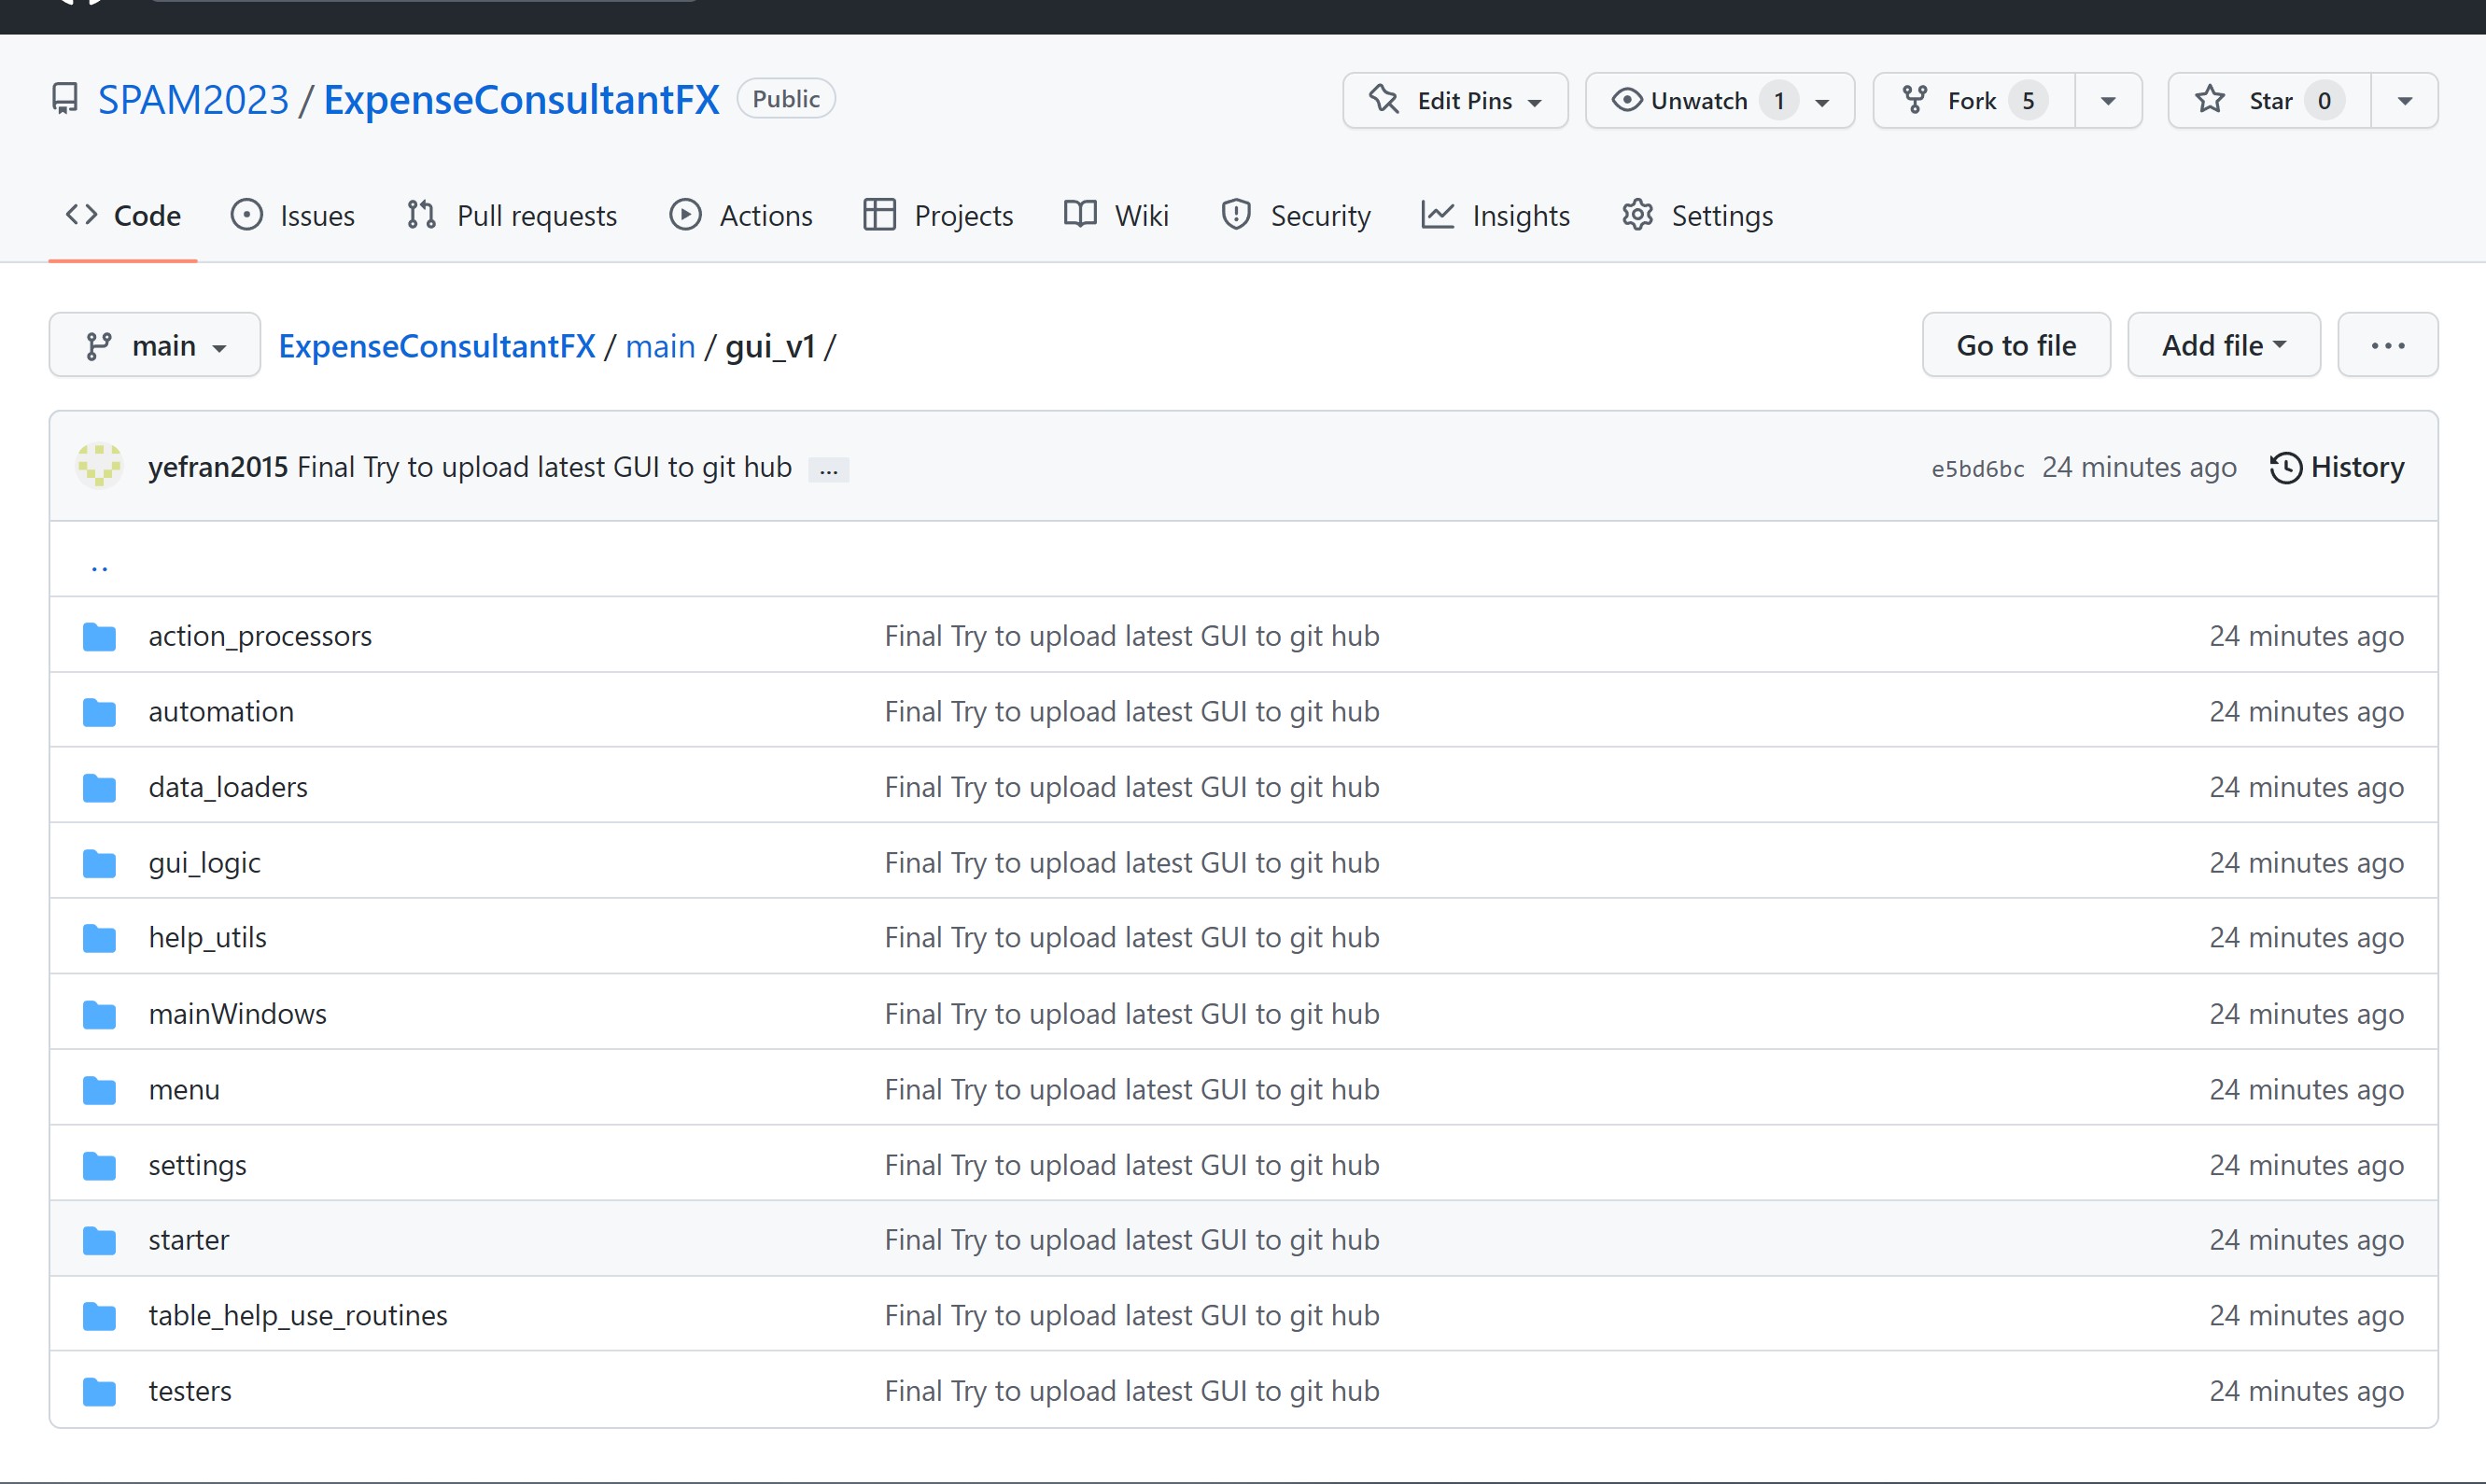 SPAM2023 / ExpenseConsultantFX Public Edit Pins Unwatch 1 Fork 5 Star 0
Code Issues Pull requests Actions Projects Wiki Security Insights Settings
main ExpenseConsultantFX / main / gui_v1 / Go to file Add file ...
yefran2015 Final Try to upload latest GUI to git hub ... e5bd6bc 24 minutes ago History
..
action_processors Final Try to upload latest GUI to git hub 24 minutes ago
automation Final Try to upload latest GUI to git hub 24 minutes ago
data_loaders Final Try to upload latest GUI to git hub 24 minutes ago
gui_logic Final Try to upload latest GUI to git hub 24 minutes ago
help_utils Final Try to upload latest GUI to git hub 24 minutes ago
mainWindows Final Try to upload latest GUI to git hub 24 minutes ago
menu Final Try to upload latest GUI to git hub 24 minutes ago
settings Final Try to upload latest GUI to git hub 24 minutes ago
starter Final Try to upload latest GUI to git hub 24 minutes ago
table_help_use_routines Final Try to upload latest GUI to git hub 24 minutes ago
testers Final Try to upload latest GUI to git hub 24 minutes ago